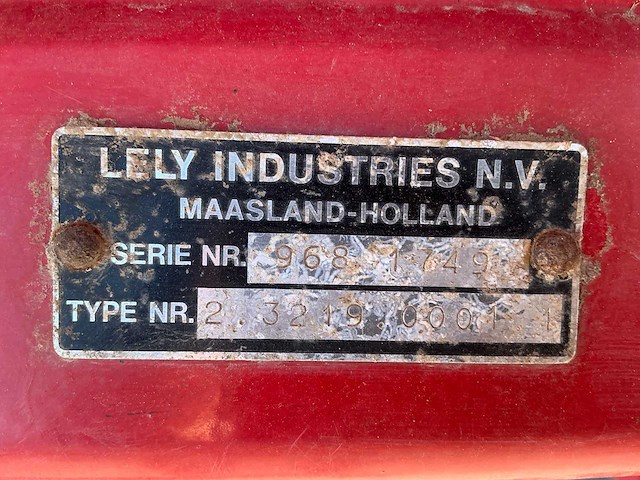 LELY INDUSTRIES N.V.
MAASLAND-HOLLAND
SERIE NR. 968 1749
TYPE NR. 2.3219 0001 1